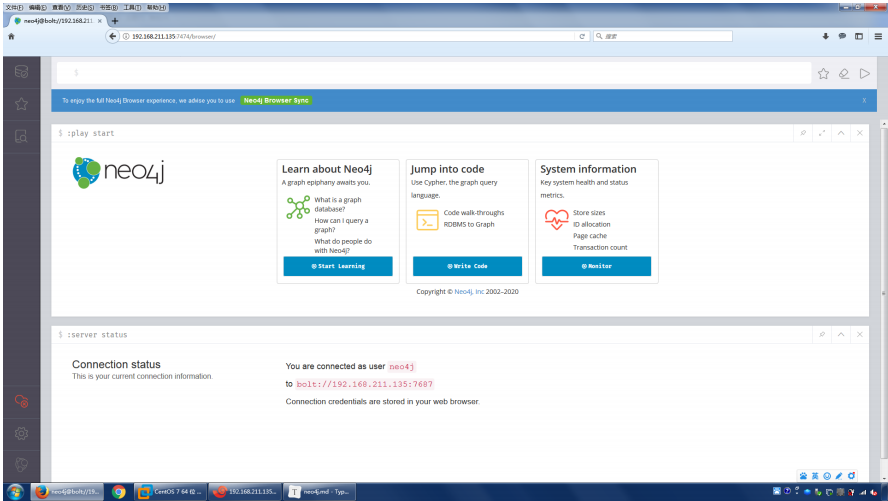 文件(F) 编辑(E) 查看(V) 历史(S) 书签(B) 工具(T) 帮助(H)
neo4j@bolt://192.168.211 × +
192.168.211.135:7474/browser/
搜索
$
To enjoy the full Neo4j Browser experience, we advise you to use Neo4j Browser Sync x
$ :play start
neo4j
Learn about Neo4j
A graph epiphany awaits you.
What is a graph
database?
How can I query a
graph?
What do people do
with Neo4j?
Start Learning
Jump into code
Use Cypher, the graph query
language.
Code walk-throughs
RDBMS to Graph
Write Code
System information
Key system health and status
metrics.
Store sizes
ID allocation
Page cache
Transaction count
Monitor
Copyright © Neo4j, Inc 2002–2020
$ :server status
Connection status
This is your current connection information.
You are connected as user neo4j
to bolt://192.168.211.135:7687
Connection credentials are stored in your web browser.
英
neo4j@bolt://19...
CentOS 7 64 位 ...
192.168.211.135...
T neo4j.md - Typ...